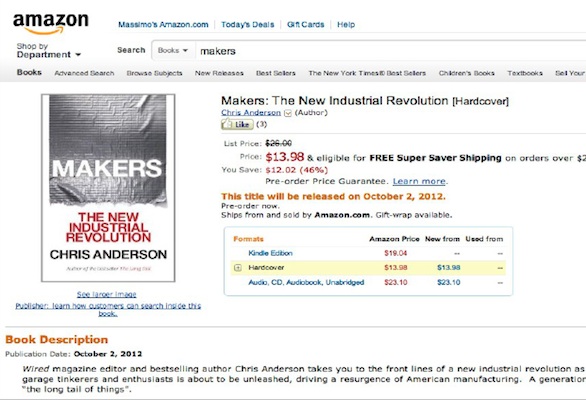 amazon
Massimo's Amazon.com Today's Deals Gift Cards Help
Shop by
Department
Search Books makers
Books Advanced Search Browse Subjects New Releases Best Sellers The New York Times® Best Sellers Children's Books Textbooks Sell Your
Makers: The New Industrial Revolution [Hardcover]
Chris Anderson (Author)
Like (3)
List Price: $26.00
Price: $13.98 & eligible for FREE Super Saver Shipping on orders over $2
You Save: $12.02 (46%)
Pre-order Price Guarantee. Learn more.
This title will be released on October 2, 2012.
Pre-order now.
Ships from and sold by Amazon.com. Gift-wrap available.
Formats Amazon Price New from Used from
Kindle Edition $19.04 -- --
Hardcover $13.98 $13.98 --
Audio, CD, Audiobook, Unabridged $23.10 $23.10 --
MAKERS
THE NEW
INDUSTRIAL
REVOLUTION
CHRIS ANDERSON
Author of the bestseller The Long Tail
See larger image
Publisher: learn how customers can search inside this
book.
Book Description
Publication Date: October 2, 2012
Wired magazine editor and bestselling author Chris Anderson takes you to the front lines of a new industrial revolution as
garage tinkerers and enthusiasts is about to be unleashed, driving a resurgence of American manufacturing. A generation
"the long tail of things".